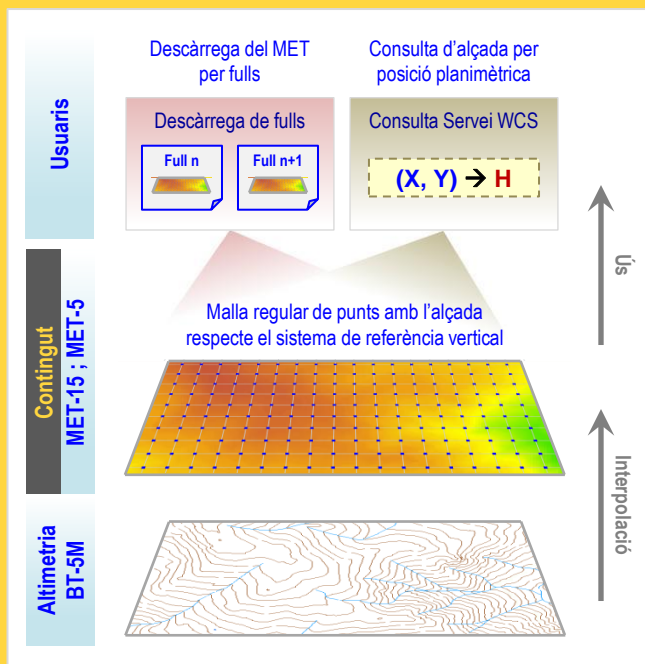 Descàrrega del MET
per fulls
Consulta d'alçada per
posició planimètrica
Usuaris
Descàrrega de fulls
Full n
Full n+1
Consulta Servei WCS
(X, Y) → H
Ús
Contingut
MET-15 ; MET-5
Malla regular de punts amb l'alçada
respecte el sistema de referència vertical
Interpolació
Altimetria
BT-5M